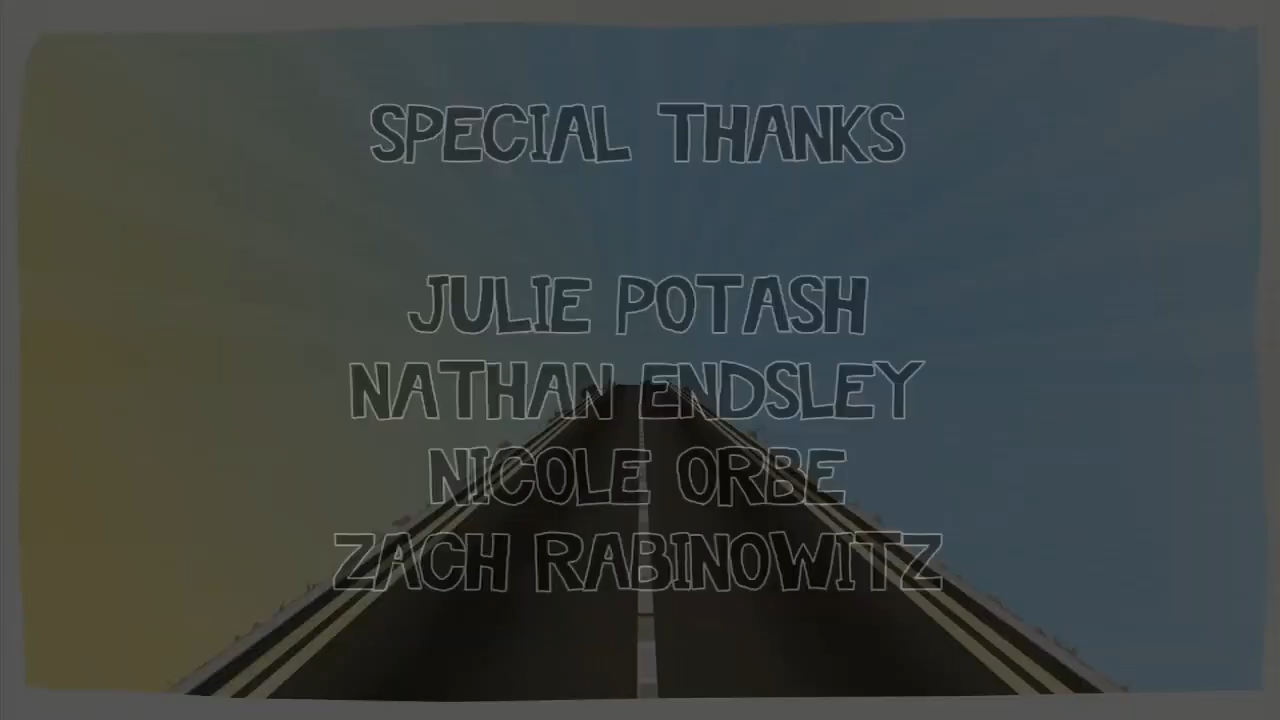 SPECIAL THANKS
JULIE POTASH
NATHAN ENDSLEY
NICOLE ORBE
ZACH RABINOWITZ